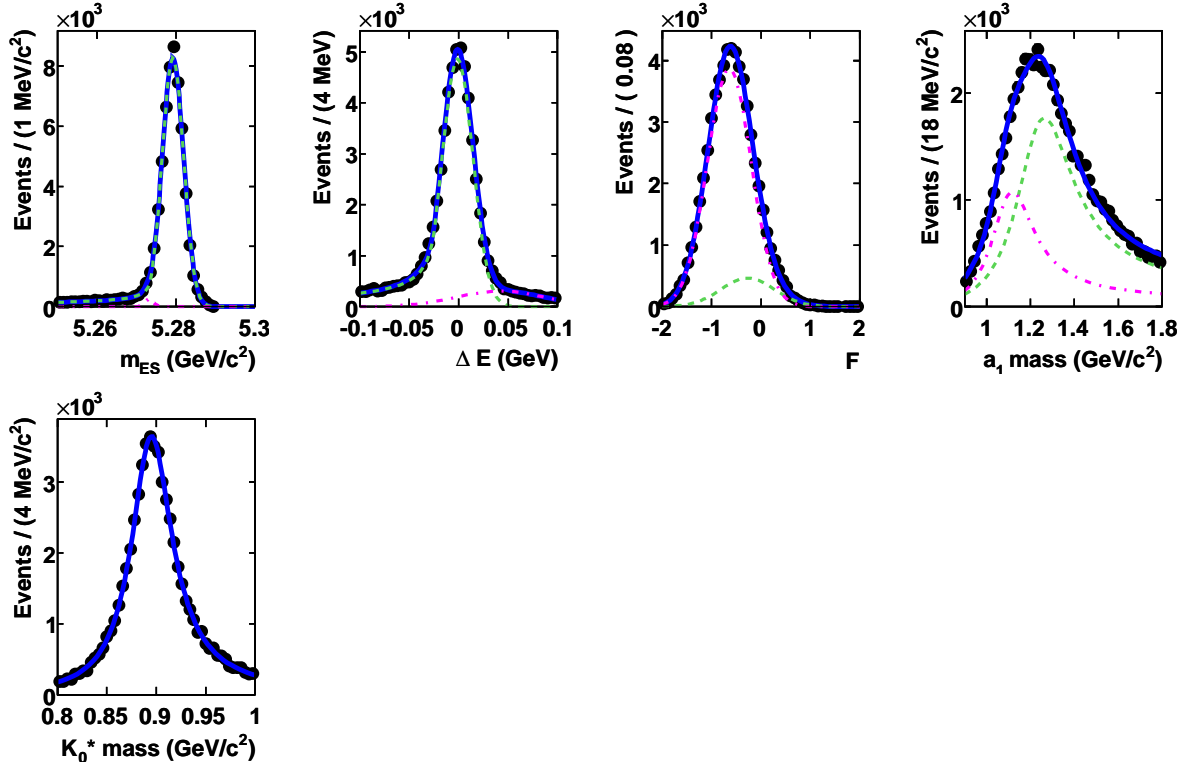 ×10³
Events / (1 MeV/c²)
8
6
4
2
0
5.26 5.28 5.3
m_ES (GeV/c²)
×10³
Events / (4 MeV)
5
4
3
2
1
0
-0.1 -0.05 0 0.05 0.1
Δ E (GeV)
×10³
Events / ( 0.08 )
4
3
2
1
0
-2 -1 0 1 2
F
×10³
Events / (18 MeV/c²)
2
1
0
1 1.2 1.4 1.6 1.8
a₁ mass (GeV/c²)
×10³
Events / (4 MeV/c²)
3
2
1
0
0.8 0.85 0.9 0.95 1
K₀* mass (GeV/c²)